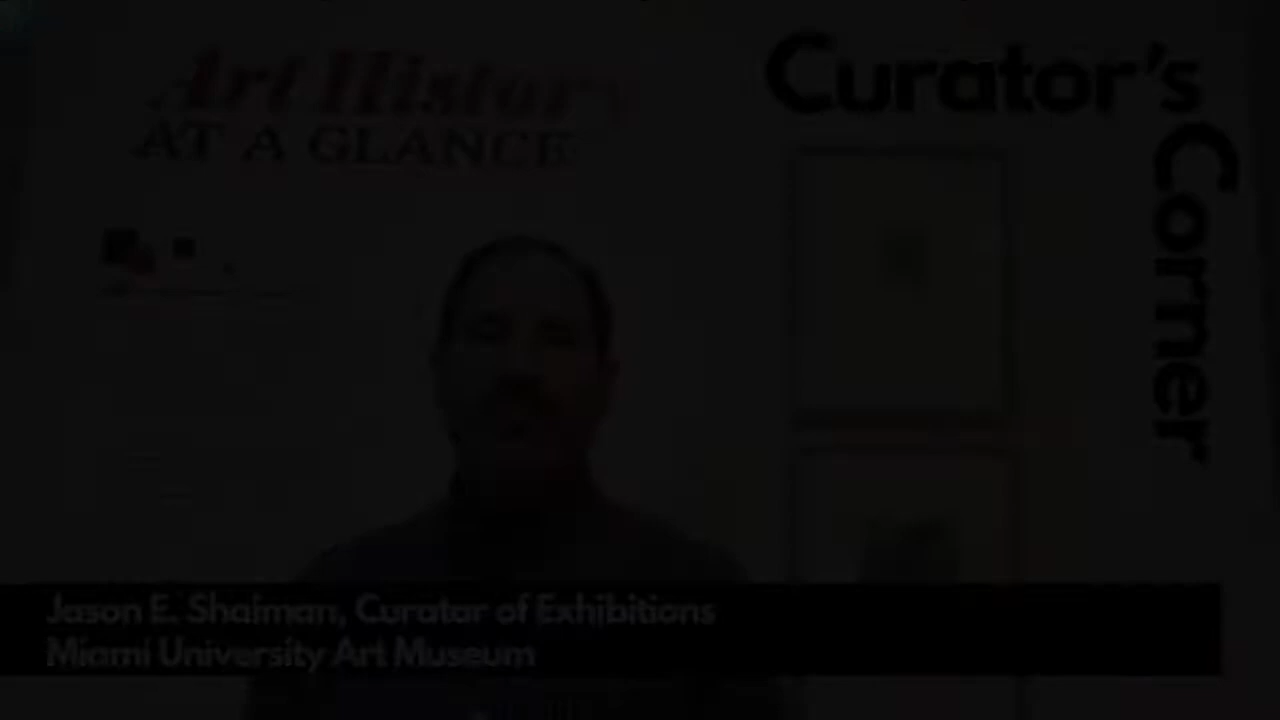 Art History
AT A GLANCE
Curator's
Corner
Jason E. Shaiman, Curator of Exhibitions
Miami University Art Museum